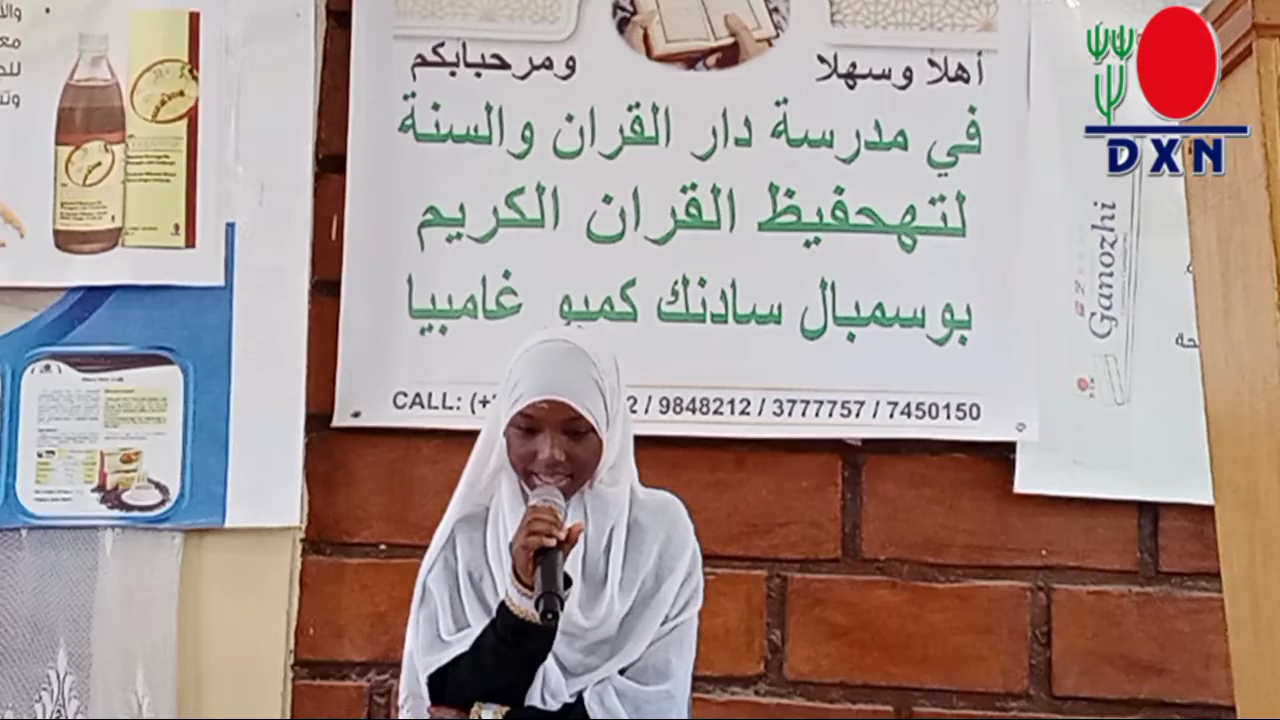 أهلا وسهلا ومرحبابكم
في مدرسة دار القران والسنة
لتهحفيظ القران الكريم
بوسمبال سادنك كمبو غامبيا
CALL: (+ 2 / 9848212 / 3777757 / 7450150
DXN
Ganozhi